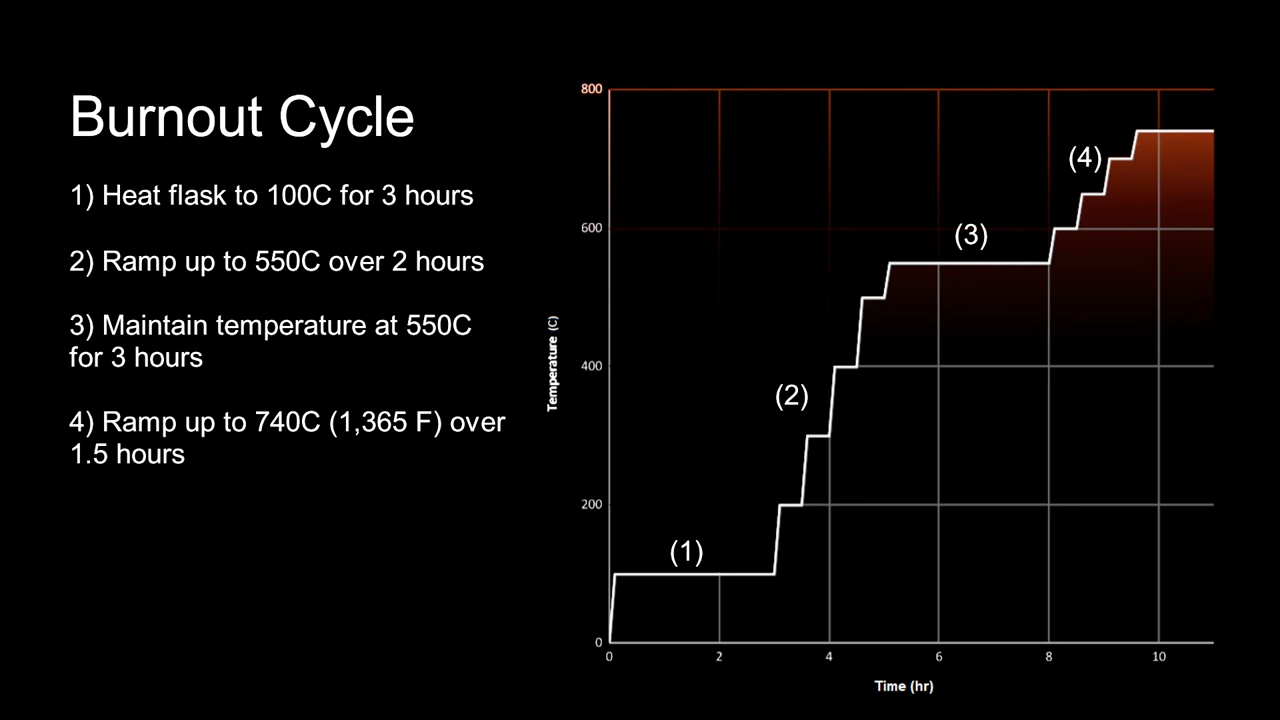 Burnout Cycle
1) Heat flask to 100C for 3 hours
2) Ramp up to 550C over 2 hours
3) Maintain temperature at 550C
for 3 hours
4) Ramp up to 740C (1,365 F) over
1.5 hours
800
600
400
200
0
Temperature (C)
(1)
(2)
(3)
(4)
0 2 4 6 8 10
Time (hr)